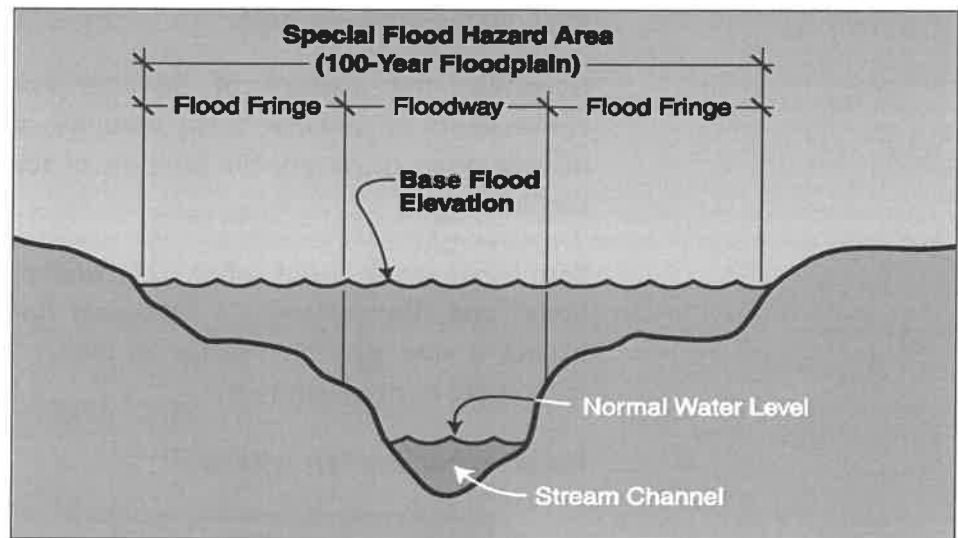 Special Flood Hazard Area
(100-Year Floodplain)
Flood Fringe
Floodway
Flood Fringe
Base Flood
Elevation
Normal Water Level
Stream Channel